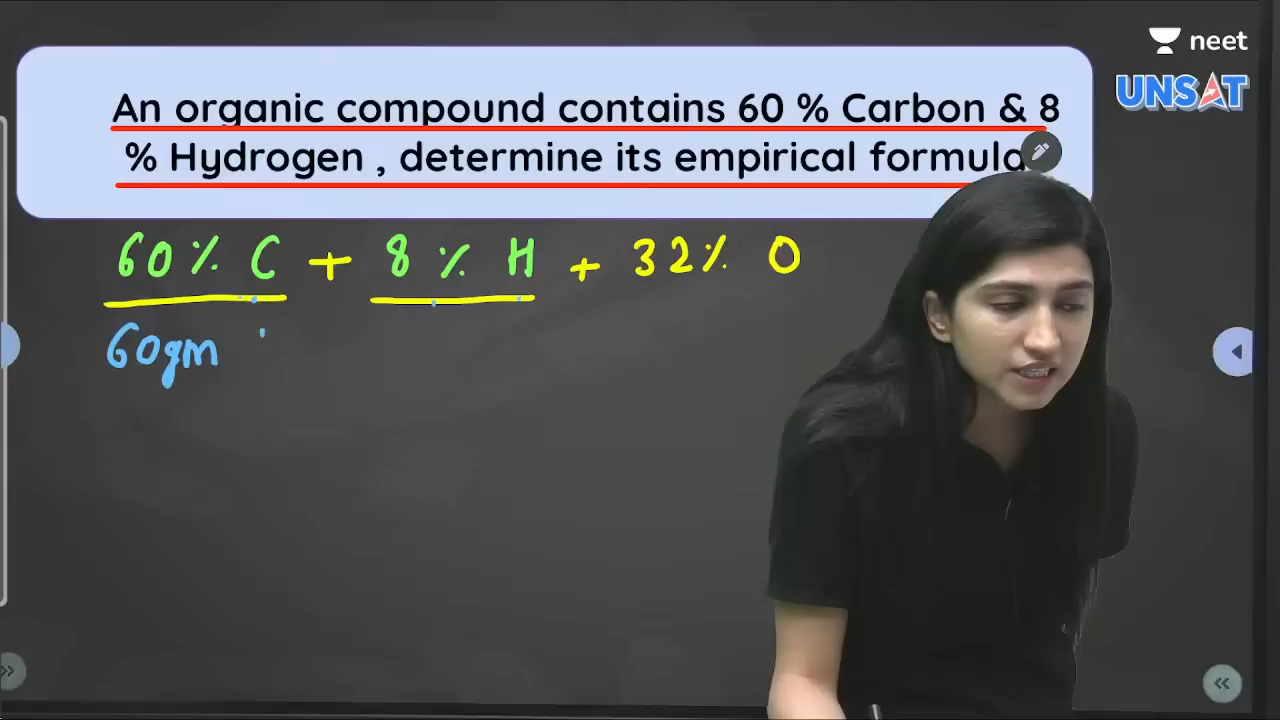 neet
UNSAT
An organic compound contains 60 % Carbon & 8
% Hydrogen , determine its empirical formula
60 % C + 8 % H + 32 % O
60gm